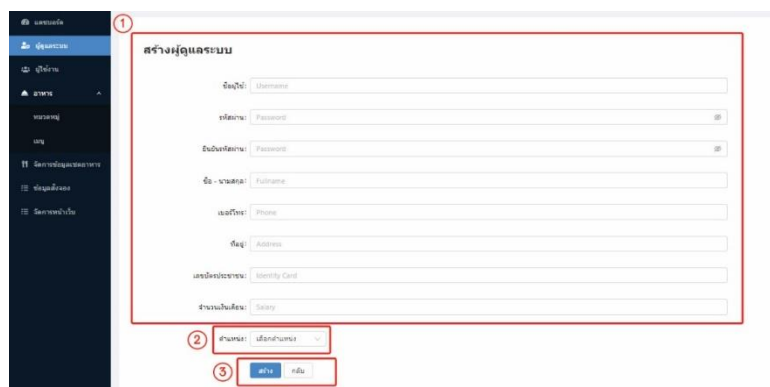 แดชบอร์ด
ผู้ดูแลระบบ
ผู้ใช้งาน
อาหาร
หมวดหมู่
เมนู
จัดการข้อมูลเซตอาหาร
ข้อมูลสั่งจอง
จัดการหน้าเว็บ
1
สร้างผู้ดูแลระบบ
ชื่อผู้ใช้: Username
รหัสผ่าน: Password
ยืนยันรหัสผ่าน: Password
ชื่อ - นามสกุล: Fullname
เบอร์โทร: Phone
ที่อยู่: Address
เลขบัตรประชาชน: Identity Card
จำนวนเงินเดือน: Salary
2 ตำแหน่ง: เลือกตำแหน่ง
3 สร้าง กลับ